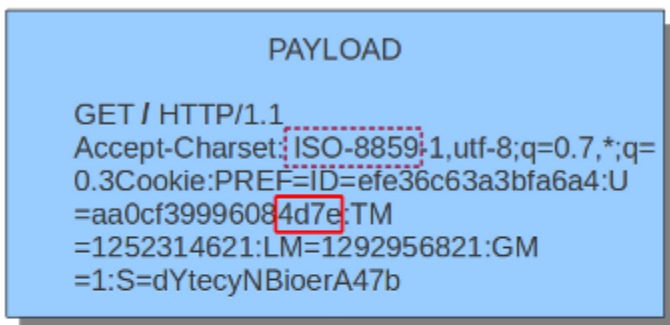 PAYLOAD
GET / HTTP/1.1
Accept-Charset: ISO-8859-1,utf-8;q=0.7,*;q=
0.3Cookie:PREF=ID=efe36c63a3bfa6a4:U
=aa0cf39996084d7e:TM
=1252314621:LM=1292956821:GM
=1:S=dYtecyNBioerA47b